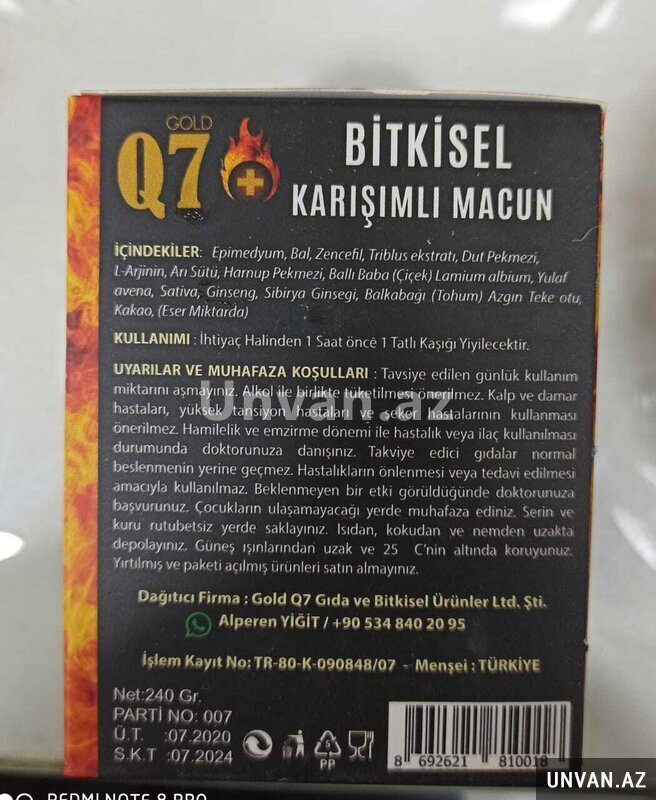 GOLD
Q7+
BİTKİSEL
KARIŞIMLI MACUN
İÇİNDEKİLER: Epimedyum, Bal, Zencefil, Triblus ekstratı, Dut Pekmezi,
L-Arjinin, Arı Sütü, Harnup Pekmezi, Ballı Baba (Çiçek) Lamium albium, Yulaf
avena, Sativa, Ginseng, Sibirya Ginsegi, Balkabağı (Tohum) Azgın Teke otu,
Kakao, (Eser Miktarda)
KULLANIMI : İhtiyaç Halinden 1 Saat önce 1 Tatlı Kaşığı Yiyilecektir.
UYARILAR VE MUHAFAZA KOŞULLARI : Tavsiye edilen günlük kullanım
miktarını aşmayınız. Alkol ile birlikte tüketilmesi önerilmez. Kalp ve damar
hastaları, yüksek tansiyon hastaları ve şeker hastalarının kullanması
önerilmez. Hamilelik ve emzirme dönemi ile hastalık veya ilaç kullanılması
durumunda doktorunuza danışınız. Takviye edici gıdalar normal
beslenmenin yerine geçmez. Hastalıkların önlenmesi veya tedavi edilmesi
amacıyla kullanılmaz. Beklenmeyen bir etki görüldüğünde doktorunuza
başvurunuz. Çocukların ulaşamayacağı yerde muhafaza ediniz. Serin ve
kuru rutubetsiz yerde saklayınız. Isıdan, kokudan ve nemden uzakta
depolayınız. Güneş ışınlarından uzak ve 25 C'nin altında koruyunuz.
Yırtılmış ve paketi açılmış ürünleri satın almayınız.
Unvan.az
Dağıtıcı Firma : Gold Q7 Gıda ve Bitkisel Ürünler Ltd. Şti.
Alperen YİĞİT / +90 534 840 20 95
İşlem Kayıt No: TR-80-K-090848/07 - Menşei : TÜRKİYE
Net:240 Gr.
PARTİ NO: 007
Ü.T. :07.2020
S.K.T :07.2024
5
PP
8 692621 810018
UNVAN.AZ
REDMI NOTE 8 PRO